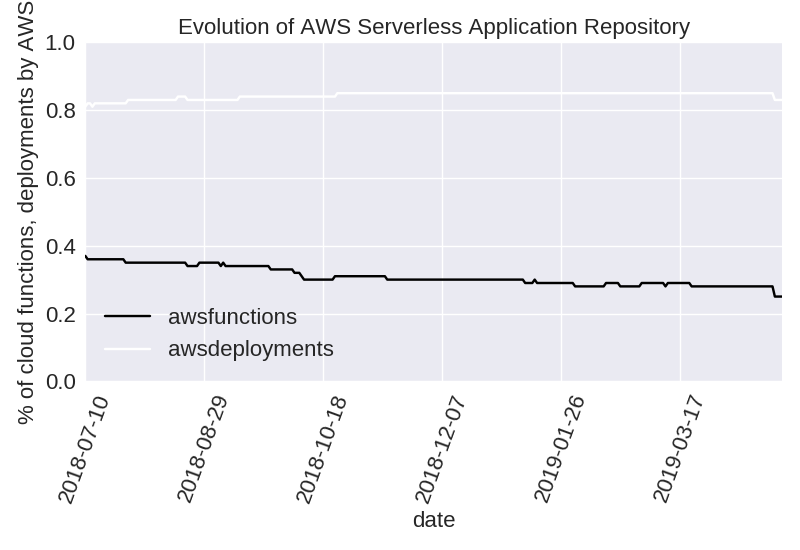 Evolution of AWS Serverless Application Repository
% of cloud functions, deployments by AWS
1.0
0.8
0.6
0.4
0.2
0.0
awsfunctions
awsdeployments
2018-07-10
2018-08-29
2018-10-18
2018-12-07
2019-01-26
2019-03-17
date